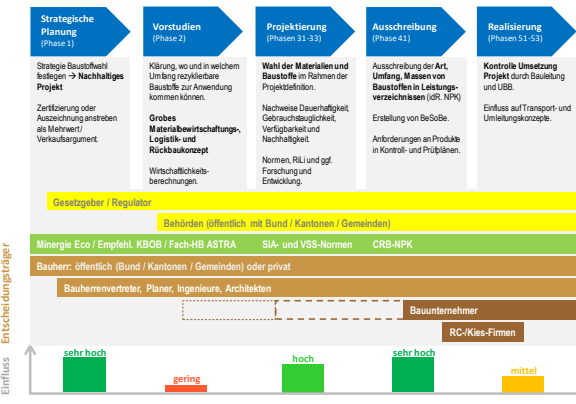 Strategische
Planung
(Phase 1)
Vorstudien
(Phase 2)
Projektierung
(Phasen 31-33)
Ausschreibung
(Phase 41)
Realisierung
(Phasen 51-53)
Strategie Baustoffwahl
festlegen → Nachhaltiges
Projekt
Zertifizierung oder
Auszeichnung anstreben
als Mehrwert /
Verkaufsargument.
Klärung, wo und in welchem
Umfang rezyklierbare
Baustoffe zur Anwendung
kommen können.
Grobes
Materialbewirtschaftungs-,
Logistik- und
Rückbaukonzept
Wirtschaftlichkeits-
berechnungen.
Wahl der Materialien und
Baustoffe im Rahmen der
Projektdefinition.
Nachweise Dauerhaftigkeit,
Gebrauchstauglichkeit,
Verfügbarkeit und
Nachhaltigkeit.
Normen, RiLi und ggf.
Forschung und
Entwicklung.
Ausschreibung der Art,
Umfang, Massen von
Baustoffen in Leistungs-
verzeichnissen (idR. NPK)
Erstellung von BeSoBe.
Anforderungen an Produkte
in Kontroll- und Prüfplänen.
Kontrolle Umsetzung
Projekt durch Bauleitung
und UBB.
Einfluss auf Transport- und
Umleitungskonzepte.
Gesetzgeber / Regulator
Behörden (öffentlich mit Bund / Kantonen / Gemeinden)
Minergie Eco / Empfehl. KBOB / Fach-HB ASTRA SIA- und VSS-Normen CRB-NPK
Bauherr: öffentlich (Bund / Kantonen / Gemeinden) oder privat
Bauherrenvertreter, Planer, Ingenieure, Architekten
Bauunternehmer
RC-/Kies-Firmen
Entscheidungsträger
Einfluss
sehr hoch
gering
hoch
sehr hoch
mittel